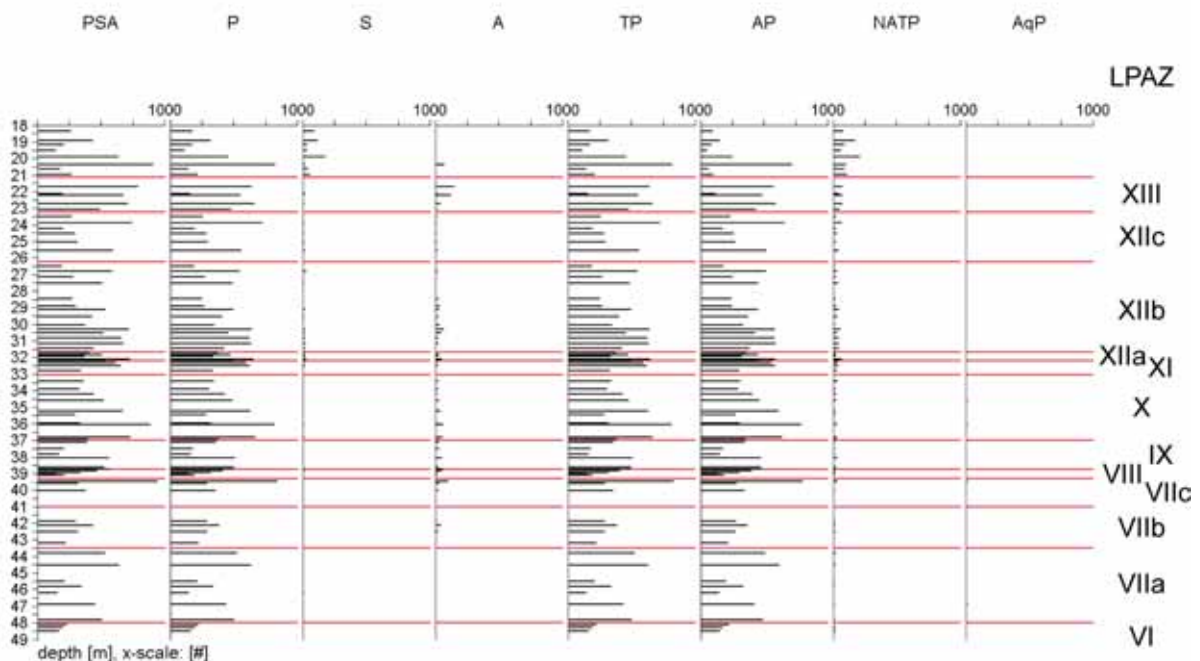 PSA P S A TP AP NATP AqP
LPAZ
1000 1000 1000 1000 1000 1000 1000 1000
18
19
20
21
22
XIII
23
24
XIIc
25
26
27
28
29
XIIb
30
31
32
XIIa XI
33
34
35
X
36
37
38
IX
39
VIII VIIc
40
41
42
VIIb
43
44
45
VIIa
46
47
48
VI
49
depth [m], x-scale: [#]